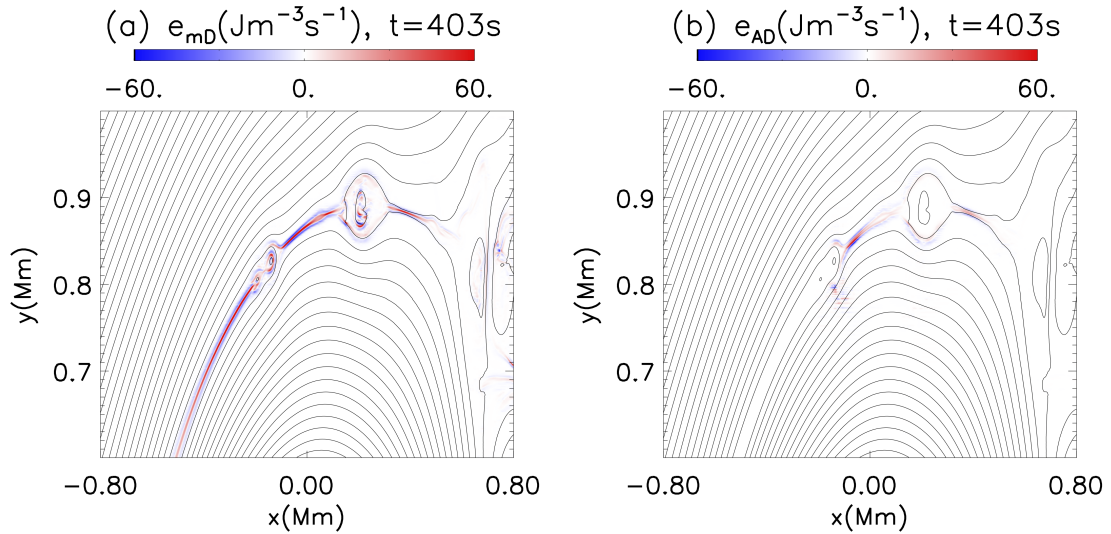 (a) e_mD(Jm⁻³s⁻¹), t=403s
−60. 0. 60.
0.9
0.8
0.7
y(Mm)
−0.80 0.00 0.80
x(Mm)
(b) e_AD(Jm⁻³s⁻¹), t=403s
−60. 0. 60.
0.9
0.8
0.7
y(Mm)
−0.80 0.00 0.80
x(Mm)